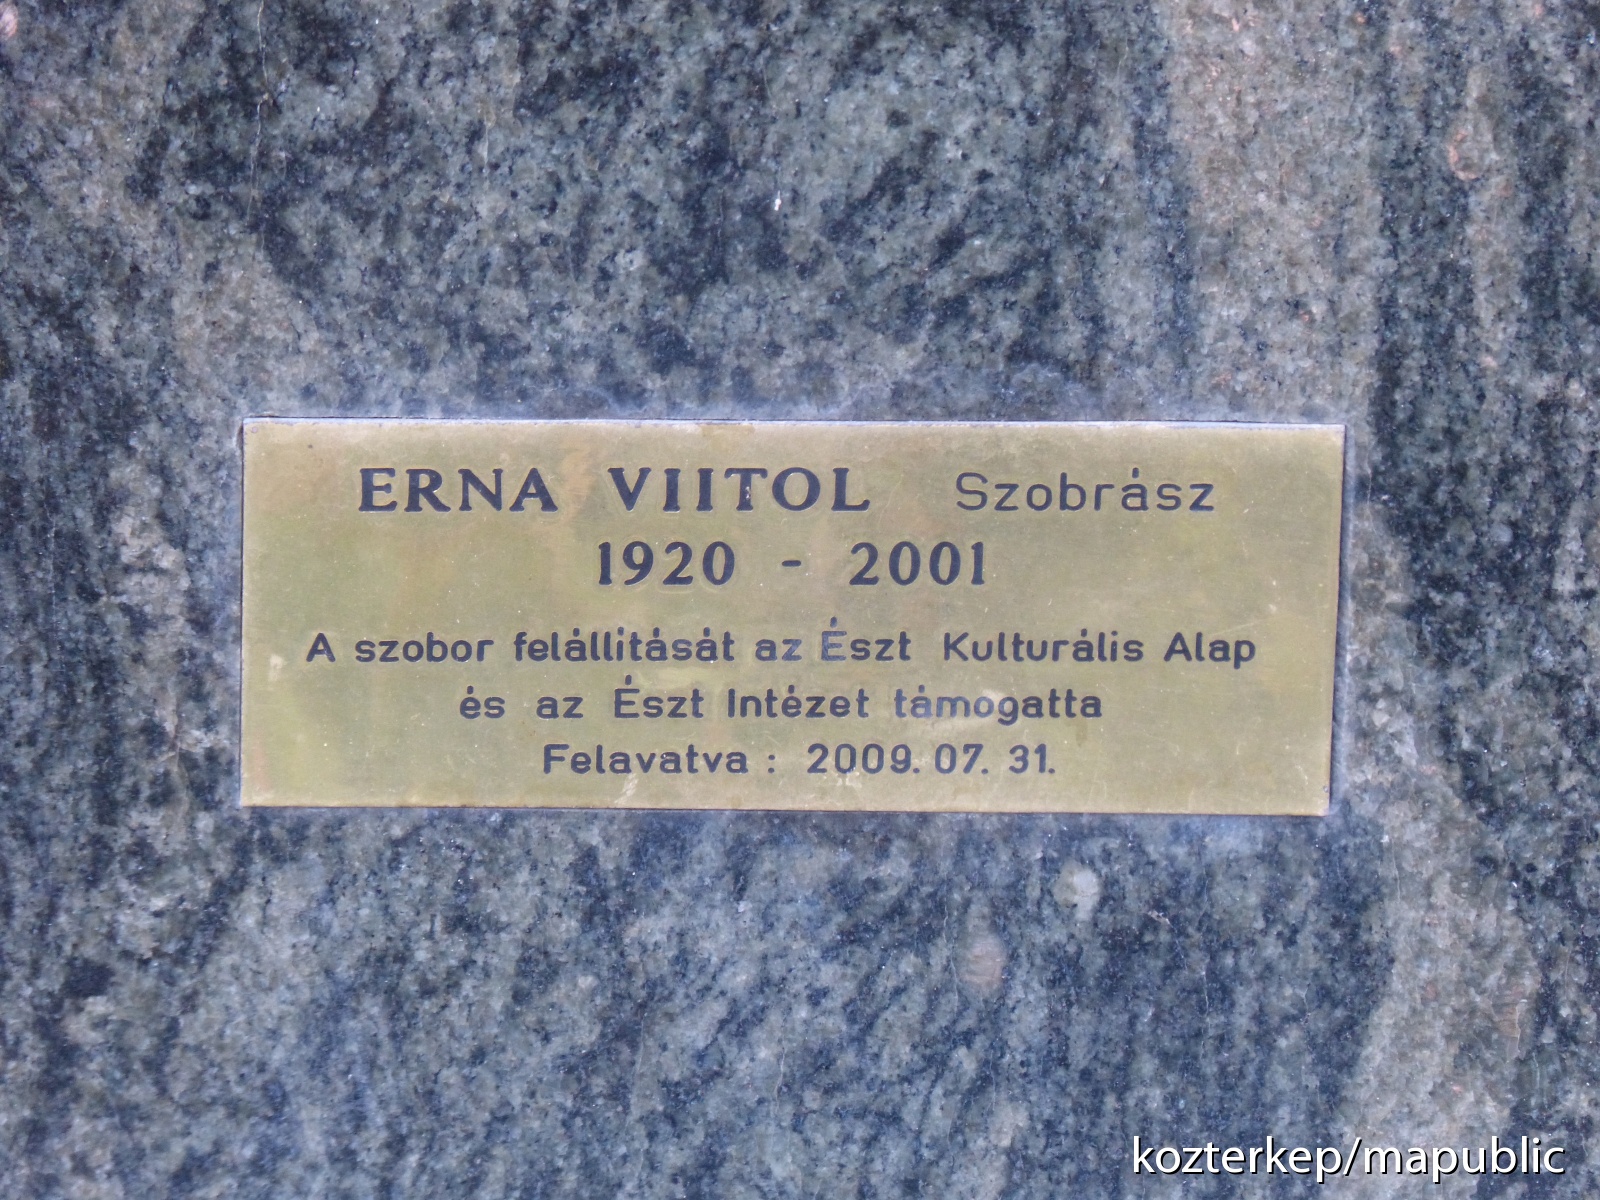 ERNA VIITOL Szobrász
1920 - 2001
A szobor felállítását az Észt Kulturális Alap
és az Észt Intézet támogatta
Felavatva : 2009. 07. 31.
kozterkep/mapublic